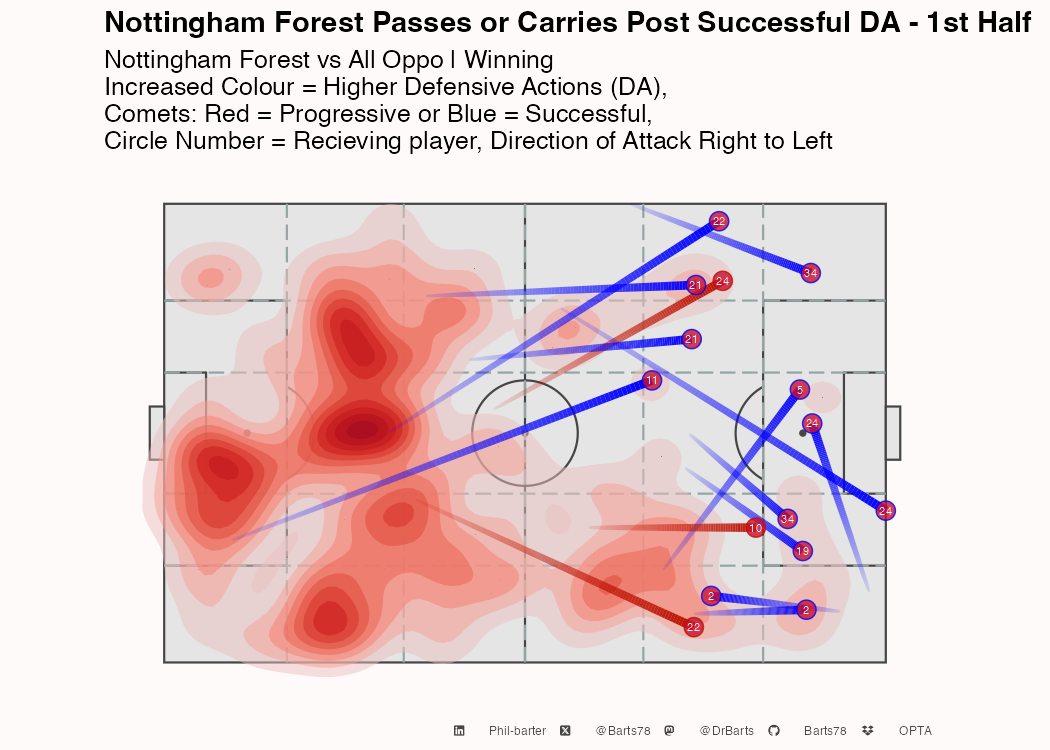 Nottingham Forest Passes or Carries Post Successful DA - 1st Half
Nottingham Forest vs All Oppo | Winning
Increased Colour = Higher Defensive Actions (DA),
Comets: Red = Progressive or Blue = Successful,
Circle Number = Recieving player, Direction of Attack Right to Left
22
34
21
24
21
11
5
24
24
34
10
19
2
2
22
Phil-barter @Barts78 @DrBarts Barts78 OPTA